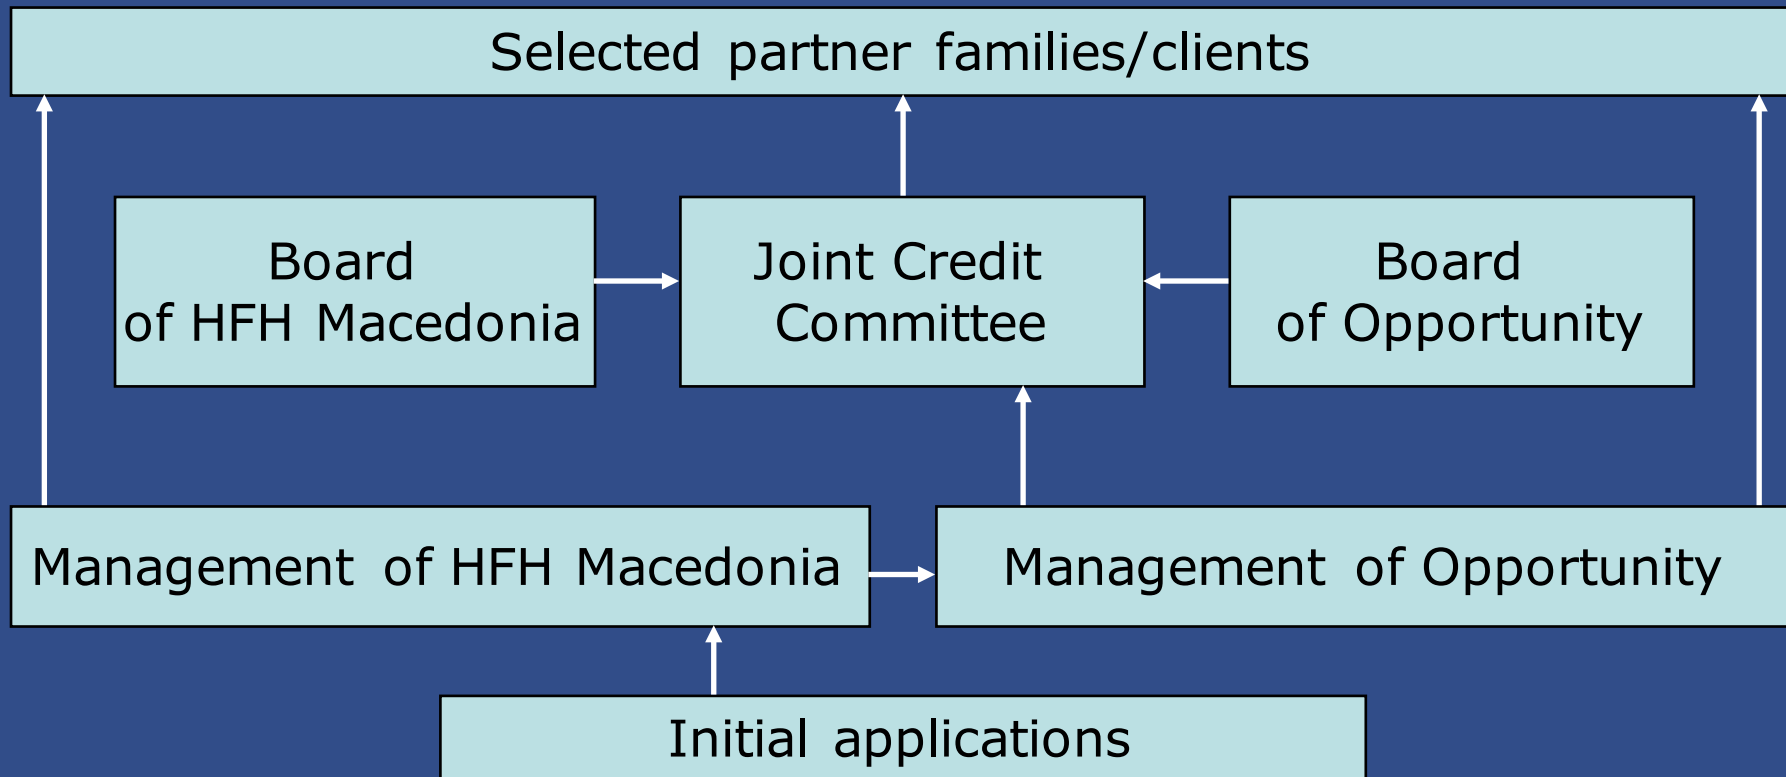 Selected partner families/clients
Board
of HFH Macedonia
Joint Credit
Committee
Board
of Opportunity
Management of HFH Macedonia
Management of Opportunity
Initial applications